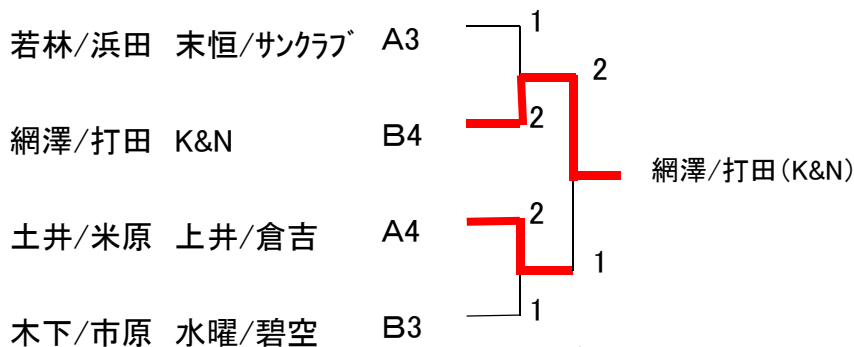 若林/浜田 末恒/サンクラブ A3 1
2
網澤/打田 K&N B4 2
網澤/打田(K&N)
土井/米原 上井/倉吉 A4 2
1
木下/市原 水曜/碧空 B3 1